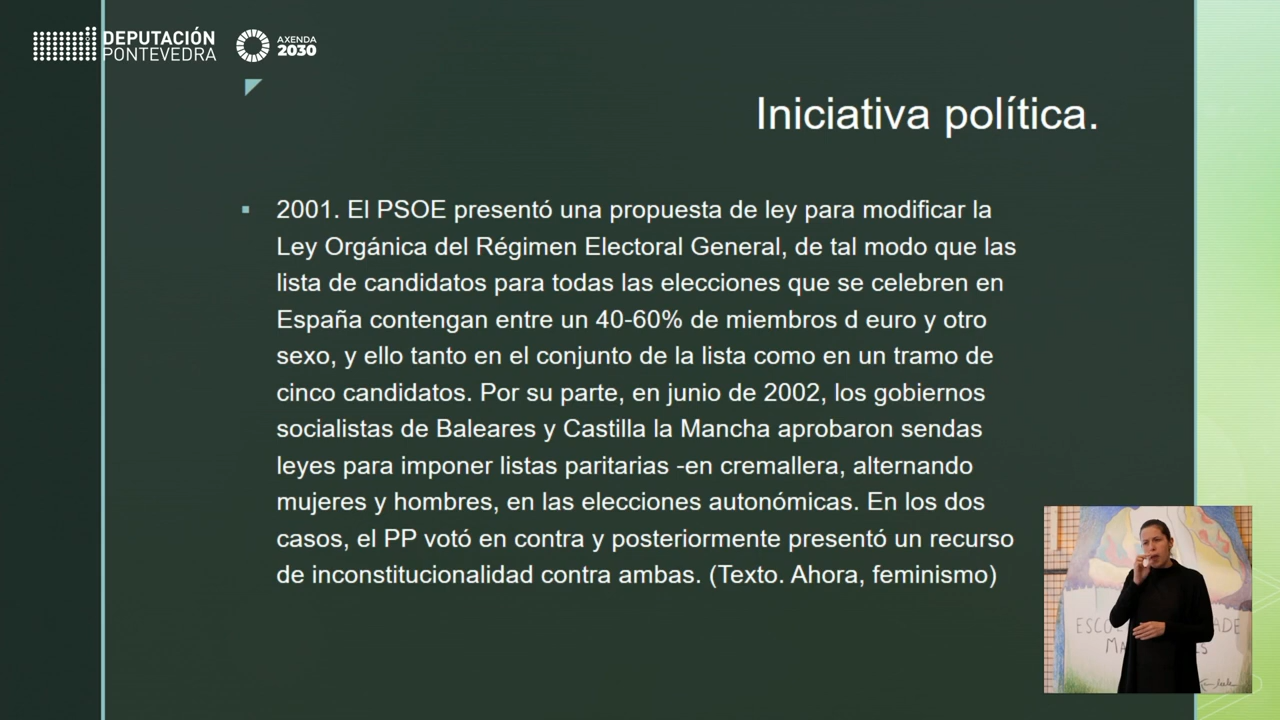 DEPUTACIÓN
PONTEVEDRA
AXENDA
2030
Iniciativa política.
2001. El PSOE presentó una propuesta de ley para modificar la
Ley Orgánica del Régimen Electoral General, de tal modo que las
lista de candidatos para todas las elecciones que se celebren en
España contengan entre un 40-60% de miembros d euro y otro
sexo, y ello tanto en el conjunto de la lista como en un tramo de
cinco candidatos. Por su parte, en junio de 2002, los gobiernos
socialistas de Baleares y Castilla la Mancha aprobaron sendas
leyes para imponer listas paritarias -en cremallera, alternando
mujeres y hombres, en las elecciones autonómicas. En los dos
casos, el PP votó en contra y posteriormente presentó un recurso
de inconstitucionalidad contra ambas. (Texto. Ahora, feminismo)